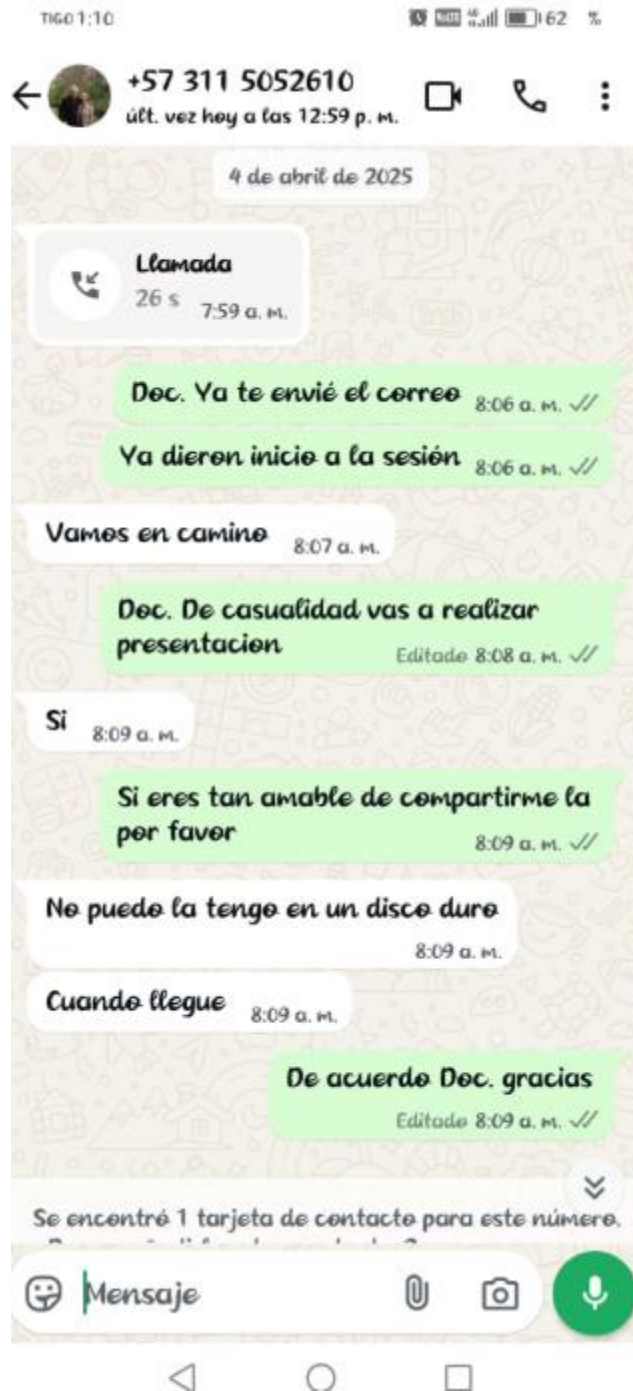 TIGO 1:10
62 %
+57 311 5052610
últ. vez hoy a las 12:59 p. m.
4 de abril de 2025
Llamada
26 s 7:59 a. m.
Doc. Ya te envié el correo 8:06 a. m.
Ya dieron inicio a la sesión 8:06 a. m.
Vamos en camino 8:07 a. m.
Doc. De casualidad vas a realizar
presentacion Editado 8:08 a. m.
Si 8:09 a. m.
Si eres tan amable de compartirme la
por favor 8:09 a. m.
No puedo la tengo en un disco duro
8:09 a. m.
Cuando llegue 8:09 a. m.
De acuerdo Doc. gracias
Editado 8:09 a. m.
Se encontró 1 tarjeta de contacto para este número.
Mensaje